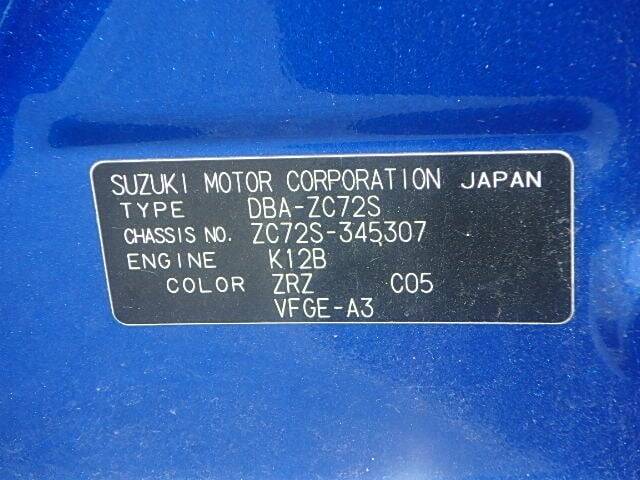 SUZUKI MOTOR CORPORATION JAPAN
TYPE DBA-ZC72S
CHASSIS NO. ZC72S-345307
ENGINE K12B
COLOR ZRZ C05
VFGE-A3